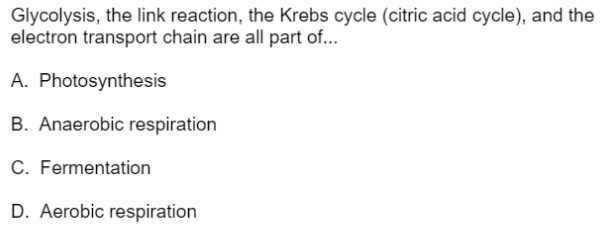 Glycolysis, the link reaction, the Krebs cycle (citric acid cycle), and the
electron transport chain are all part of...
A. Photosynthesis
B. Anaerobic respiration
C. Fermentation
D. Aerobic respiration